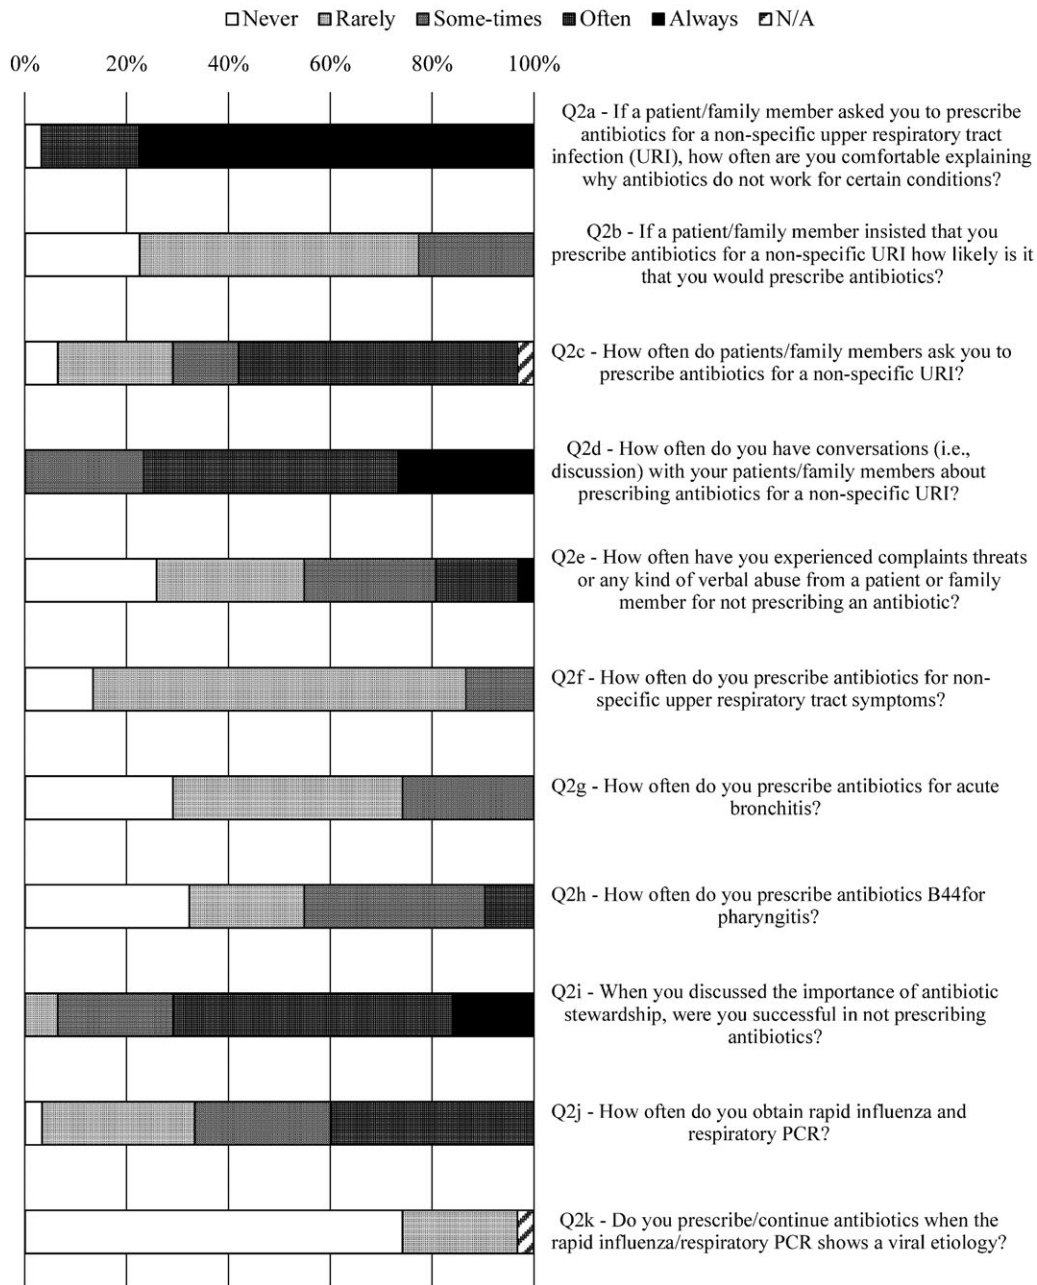 Never Rarely Some-times Often Always N/A
0% 20% 40% 60% 80% 100%
Q2a - If a patient/family member asked you to prescribe
antibiotics for a non-specific upper respiratory tract
infection (URI), how often are you comfortable explaining
why antibiotics do not work for certain conditions?
Q2b - If a patient/family member insisted that you
prescribe antibiotics for a non-specific URI how likely is it
that you would prescribe antibiotics?
Q2c - How often do patients/family members ask you to
prescribe antibiotics for a non-specific URI?
Q2d - How often do you have conversations (i.e.,
discussion) with your patients/family members about
prescribing antibiotics for a non-specific URI?
Q2e - How often have you experienced complaints threats
or any kind of verbal abuse from a patient or family
member for not prescribing an antibiotic?
Q2f - How often do you prescribe antibiotics for non-
specific upper respiratory tract symptoms?
Q2g - How often do you prescribe antibiotics for acute
bronchitis?
Q2h - How often do you prescribe antibiotics B44for
pharyngitis?
Q2i - When you discussed the importance of antibiotic
stewardship, were you successful in not prescribing
antibiotics?
Q2j - How often do you obtain rapid influenza and
respiratory PCR?
Q2k - Do you prescribe/continue antibiotics when the
rapid influenza/respiratory PCR shows a viral etiology?